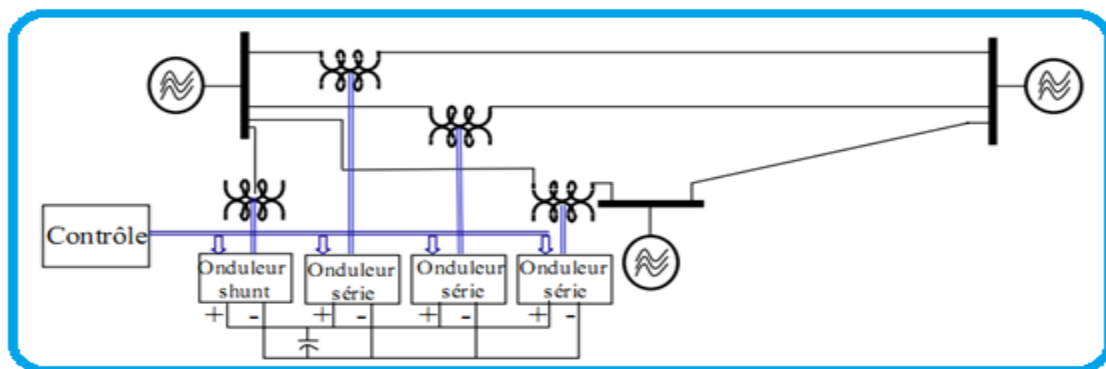 Contrôle
Onduleur
shunt
Onduleur
série
Onduleur
série
Onduleur
série
+ -
+ -
+ -
+ -